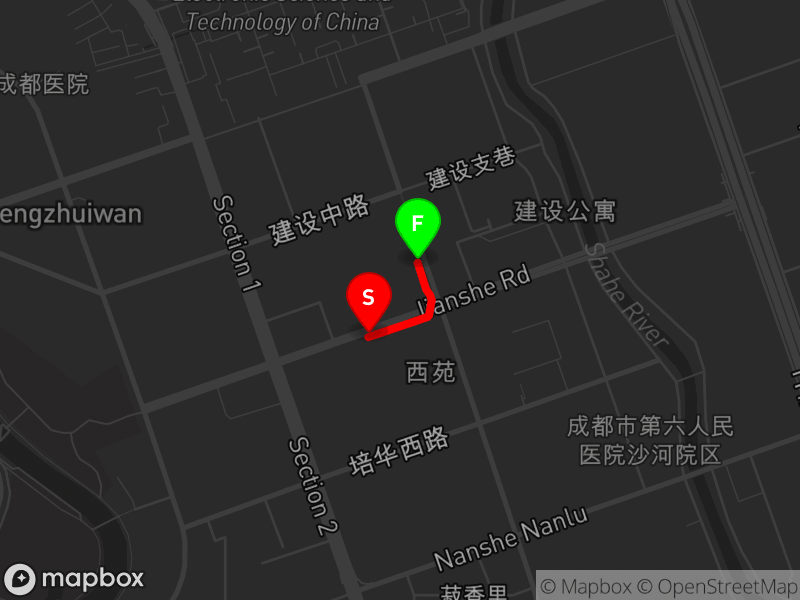 Technology of China
成都医院
建设支巷
engzhuiwan
Section 1
建设中路
建设公寓
F
S
Jianshe Rd
Shahe River
西苑
培华西路
Section 2
成都市第六人民
医院沙河院区
Nanshe Nanlu
mapbox
© Mapbox © OpenStreetMap